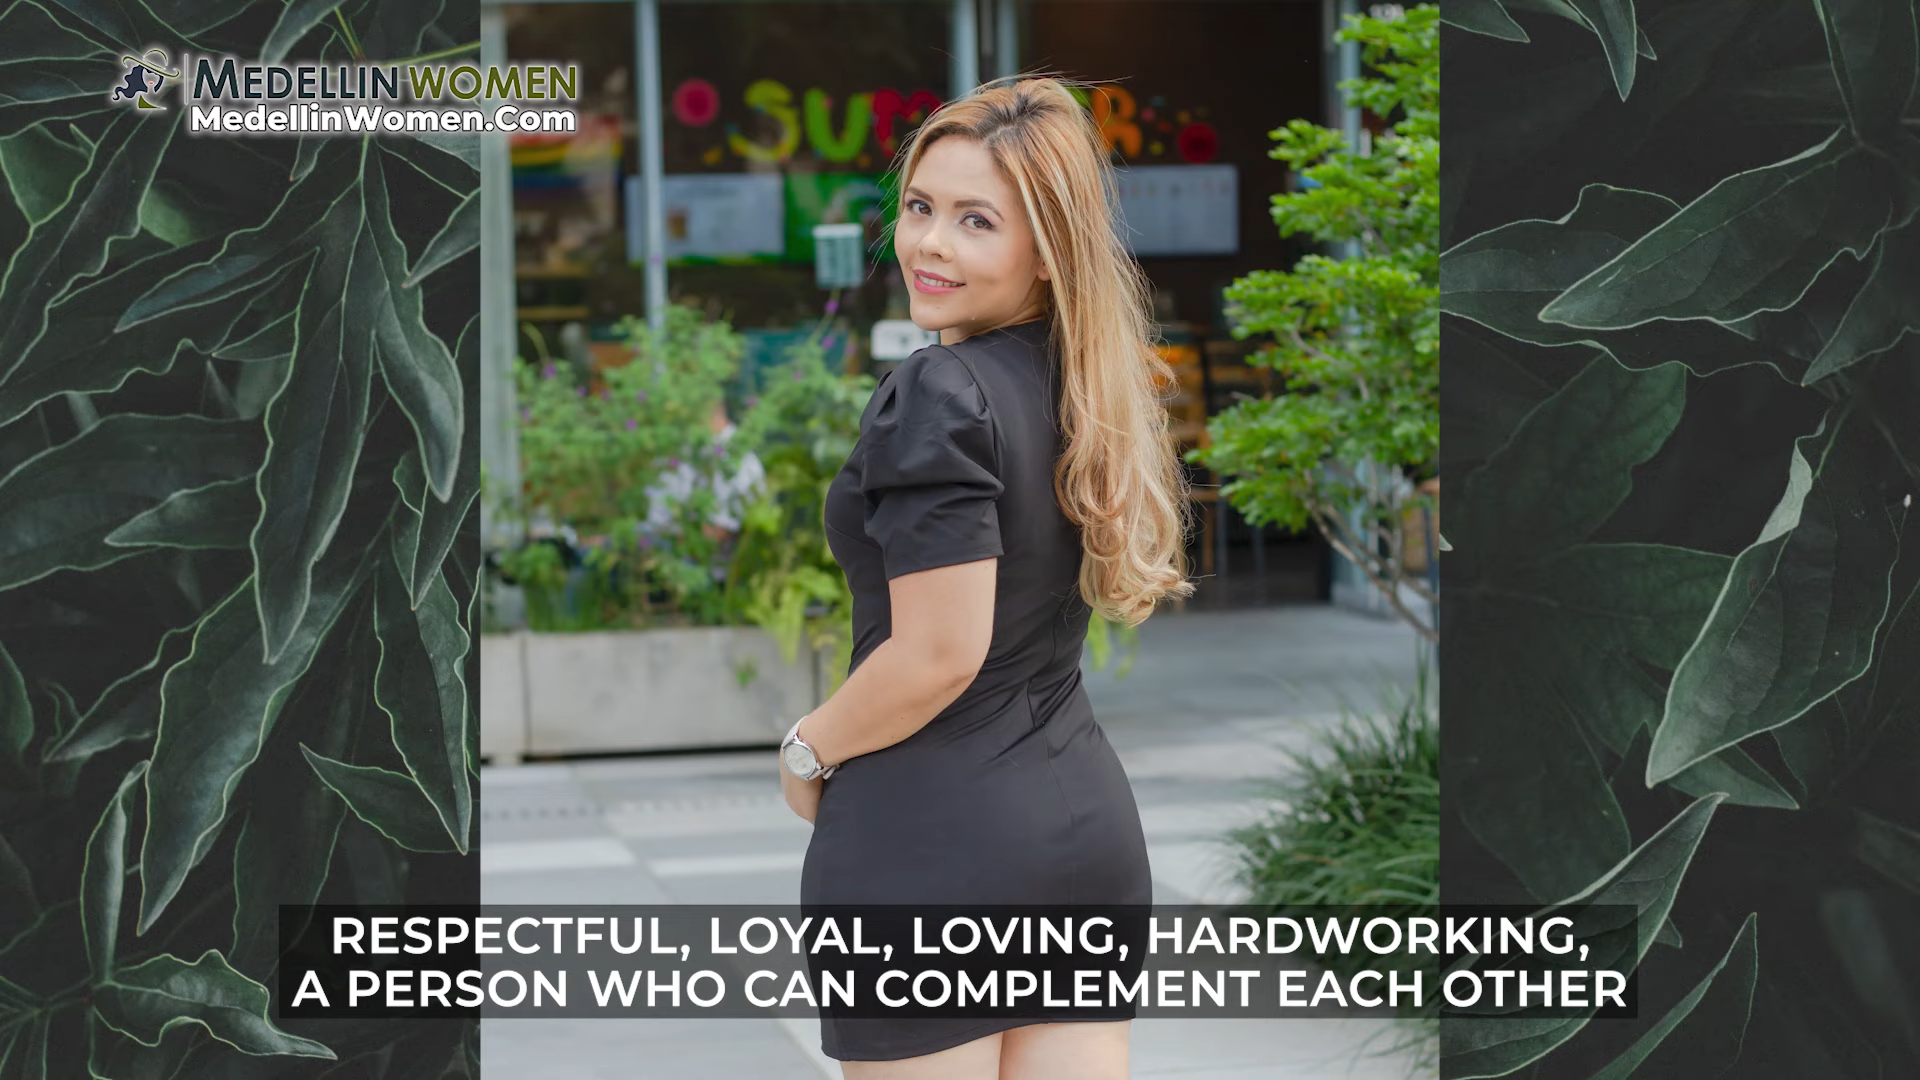 MEDELLIN WOMEN
MedellinWomen.Com
RESPECTFUL, LOYAL, LOVING, HARDWORKING,
A PERSON WHO CAN COMPLEMENT EACH OTHER